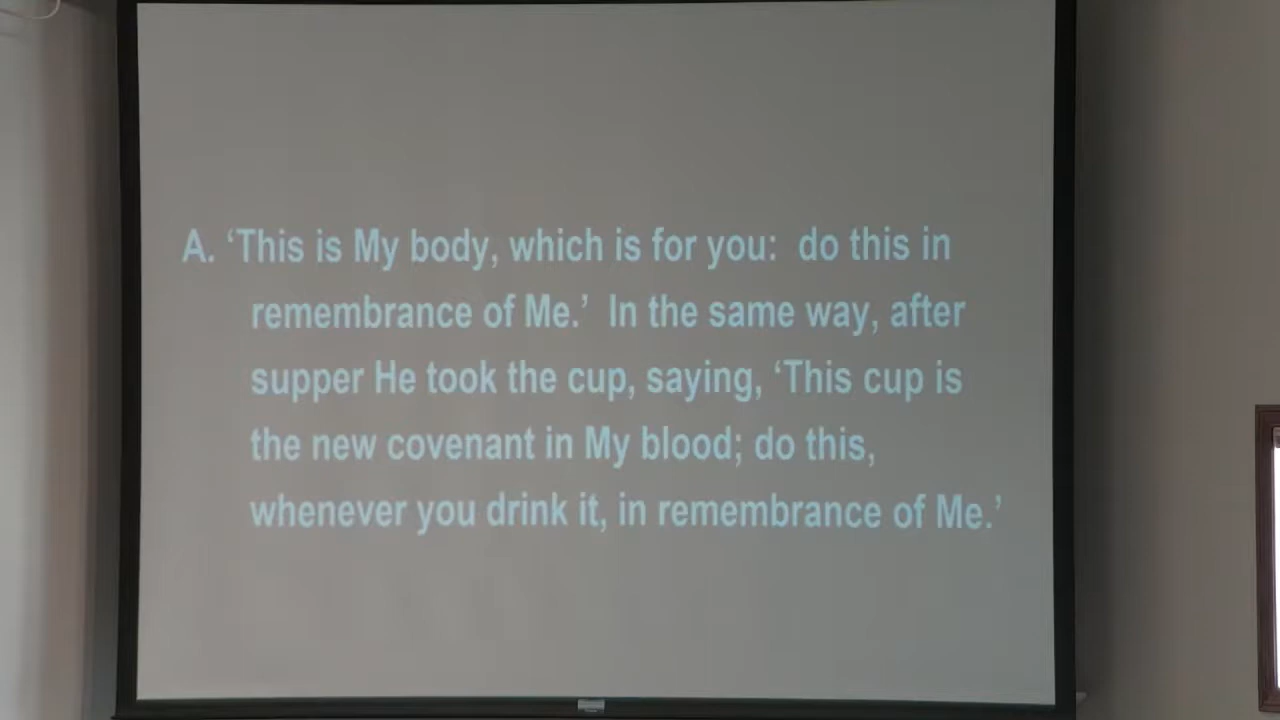 A. ‘This is My body, which is for you:  do this in
remembrance of Me.’  In the same way, after
supper He took the cup, saying, ‘This cup is
the new covenant in My blood; do this,
whenever you drink it, in remembrance of Me.’